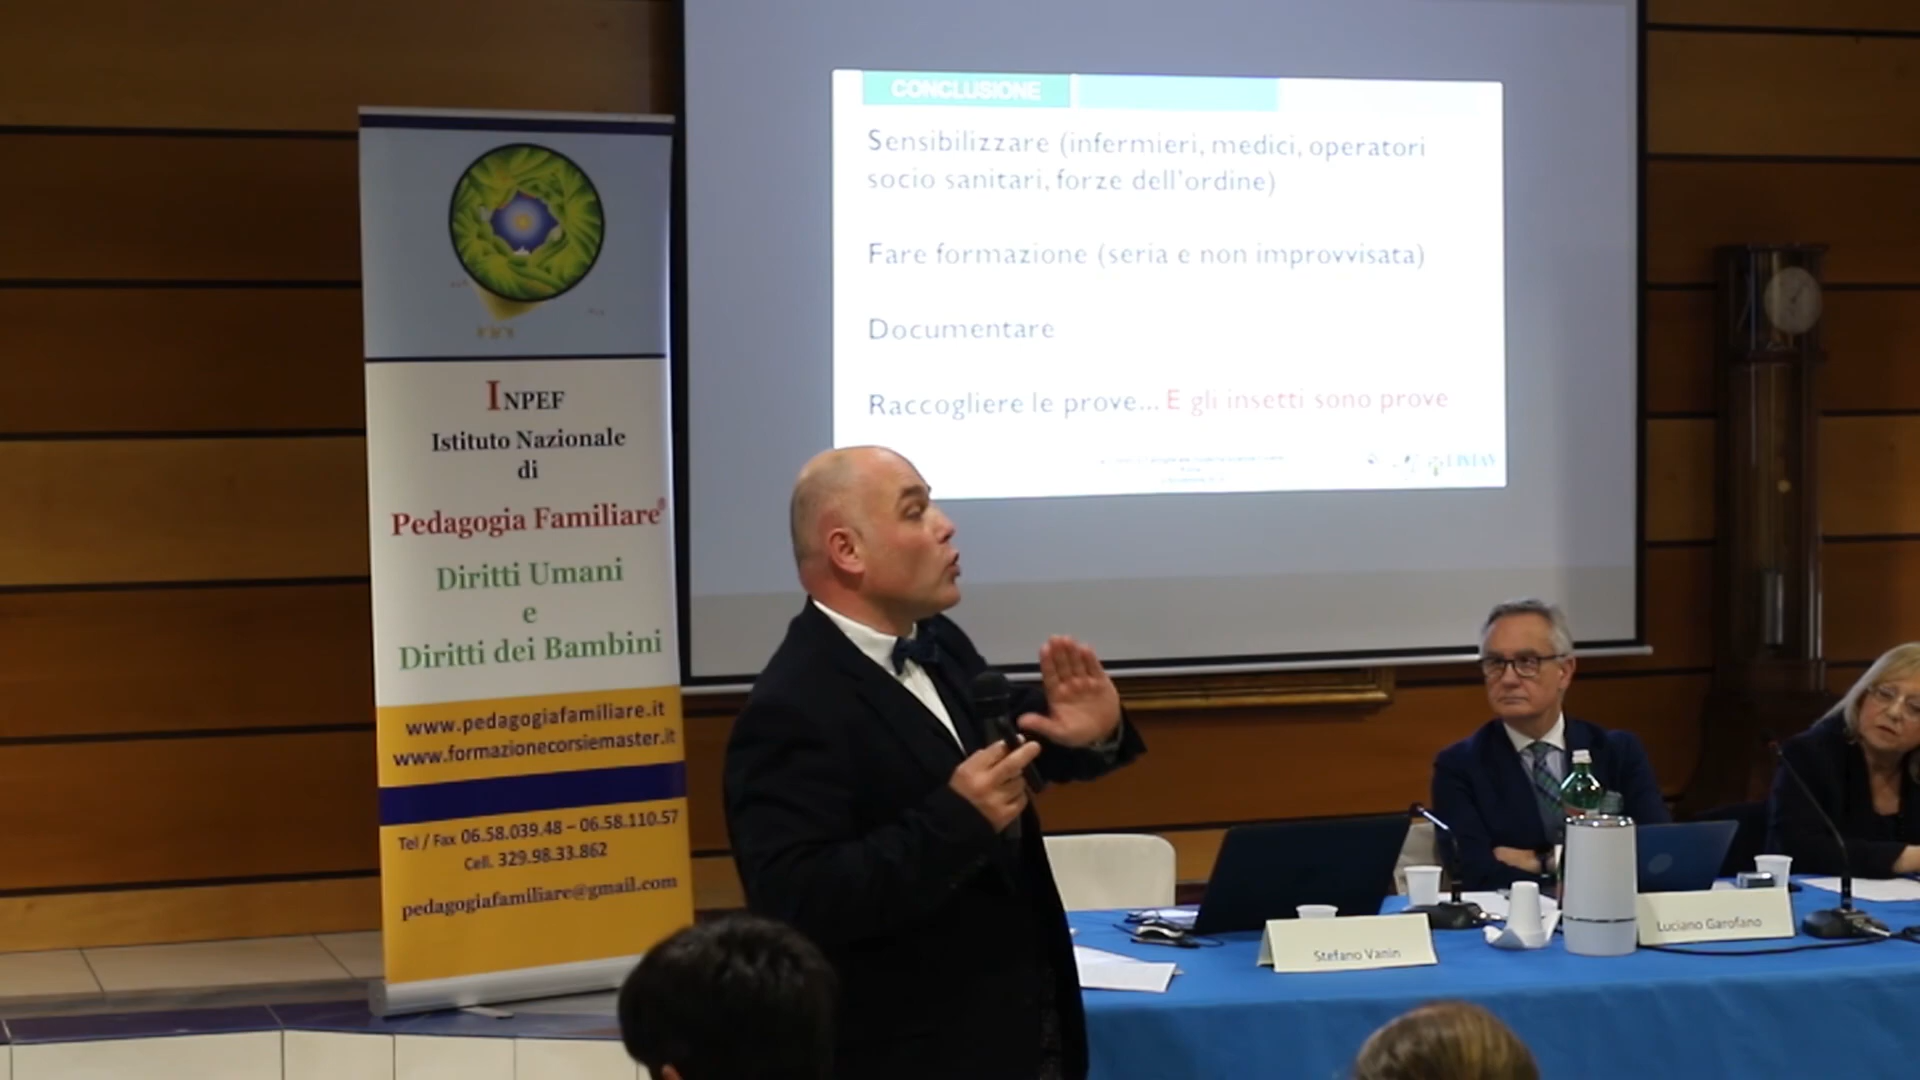 INPEF
Istituto Nazionale
di
Pedagogia Familiare®
Diritti Umani
e
Diritti dei Bambini
www.pedagogiafamiliare.it
www.formazionecorsiemaster.it
Tel / Fax 06.58.039.48 – 06.58.110.57
Cell. 329.98.33.862
pedagogiafamiliare@gmail.com
CONCLUSIONE
Sensibilizzare (infermieri, medici, operatori
socio sanitari, forze dell'ordine)
Fare formazione (seria e non improvvisata)
Documentare
Raccogliere le prove... E gli insetti sono prove
Stefano Vanin
Luciano Garofano